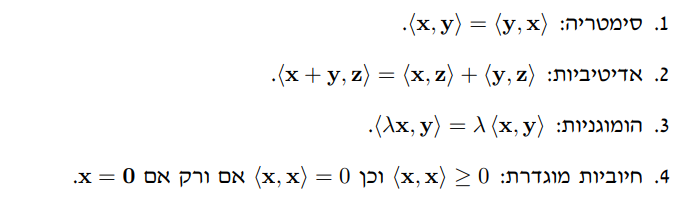 1. סימטריה: ⟨x, y⟩ = ⟨y, x⟩.
2. אדיטיביות: ⟨x + y, z⟩ = ⟨x, z⟩ + ⟨y, z⟩.
3. הומוגניות: ⟨λx, y⟩ = λ ⟨x, y⟩.
4. חיוביות מוגדרת: ⟨x, x⟩ ≥ 0 וכן ⟨x, x⟩ = 0 אם ורק אם x = 0.